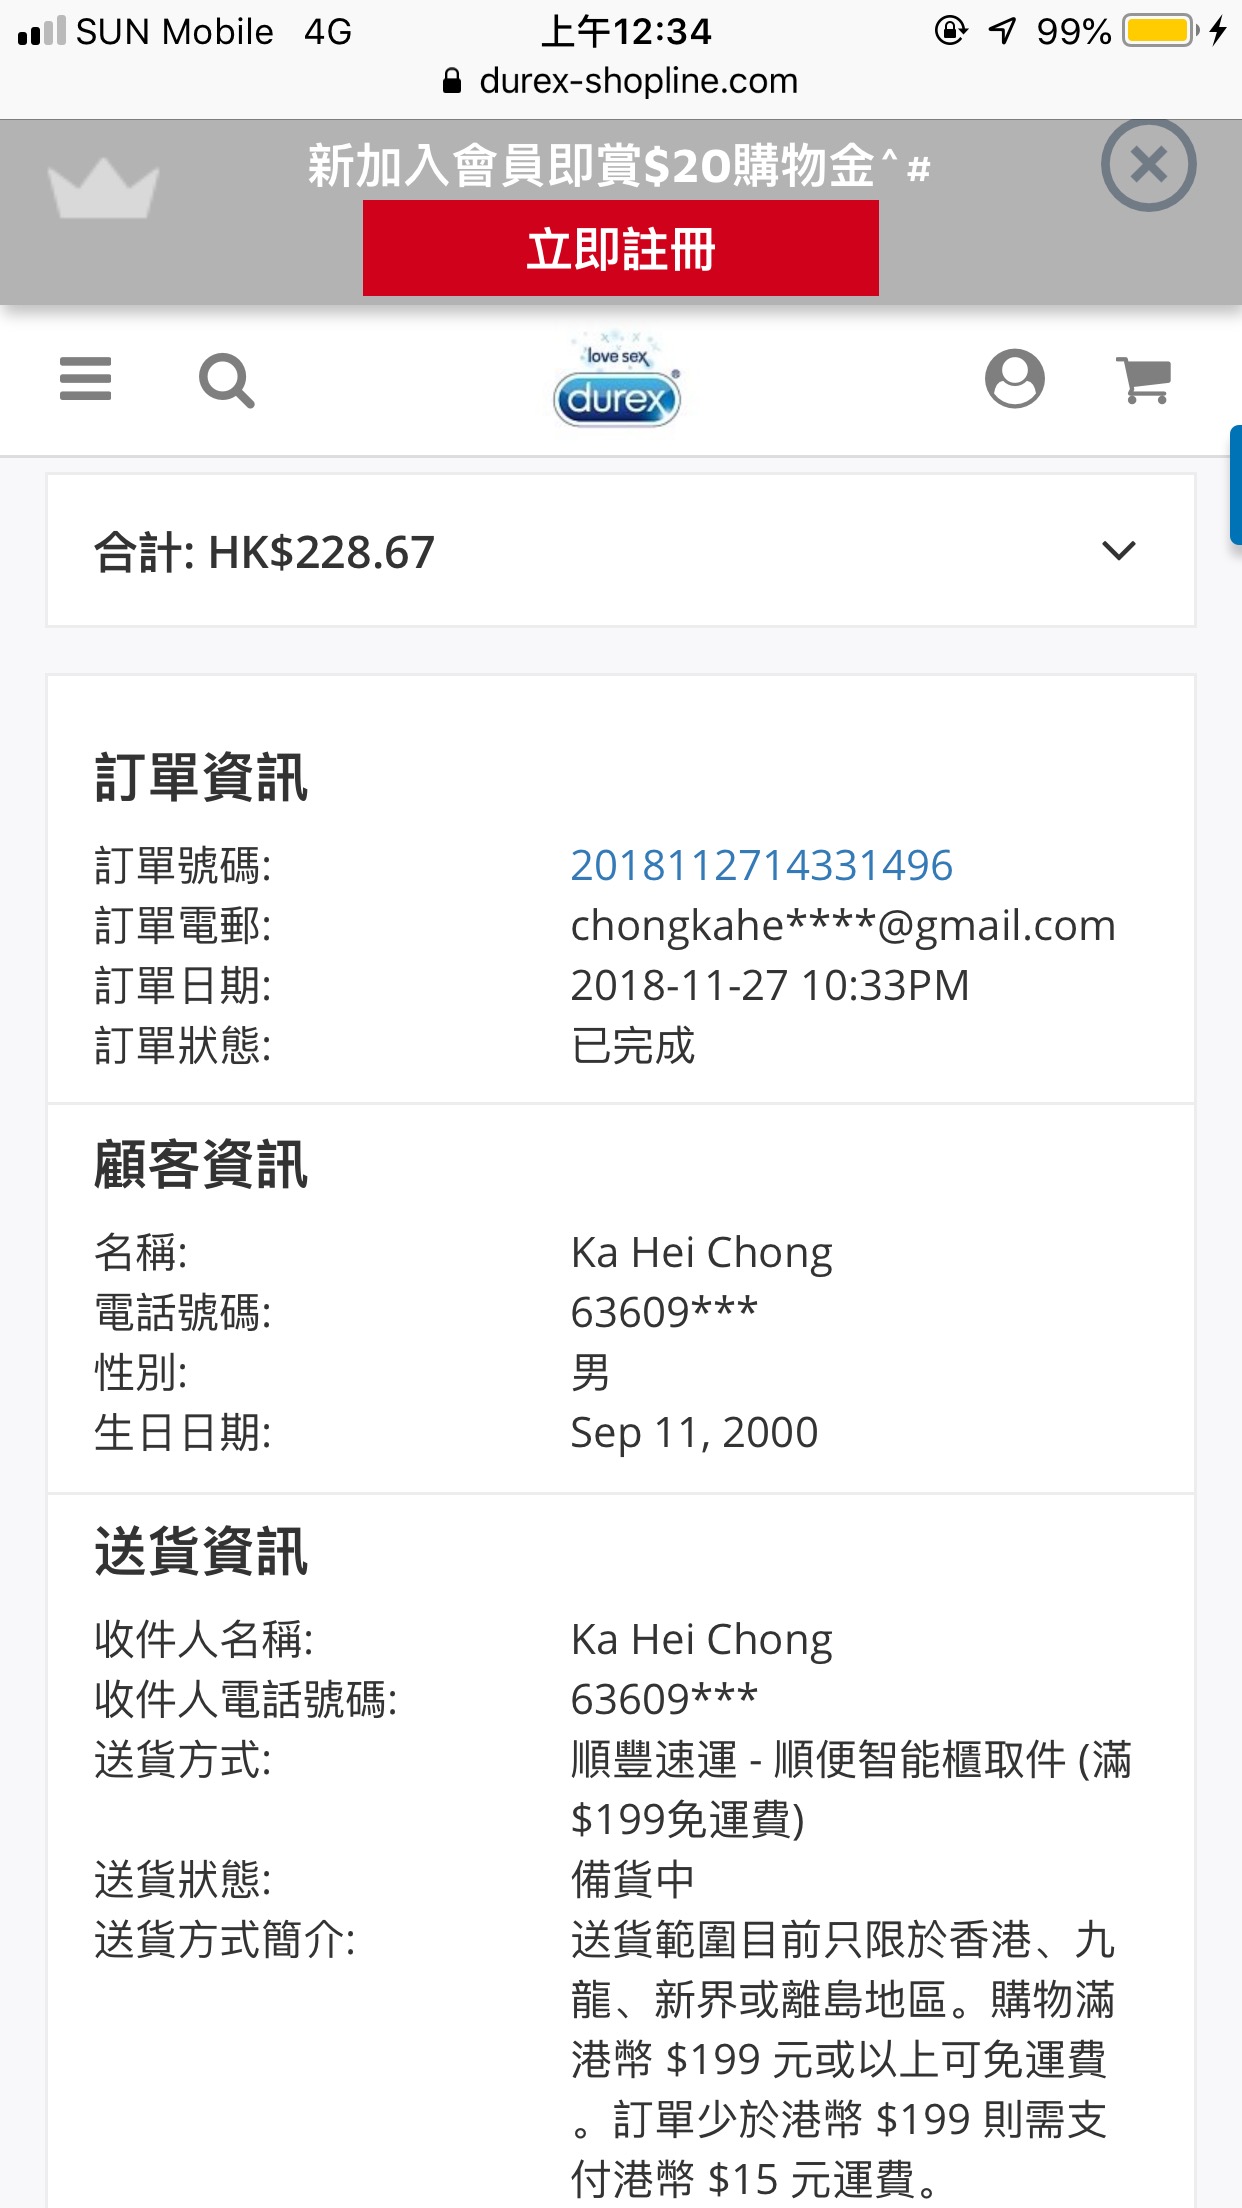 SUN Mobile 4G 上午12:34 99%
durex-shopline.com
新加入會員即賞$20購物金^#
立即註冊
love sex
durex®
合計: HK$228.67
訂單資訊
訂單號碼: 2018112714331496
訂單電郵: chongkahe****@gmail.com
訂單日期: 2018-11-27 10:33PM
訂單狀態: 已完成
顧客資訊
名稱: Ka Hei Chong
電話號碼: 63609***
性別: 男
生日日期: Sep 11, 2000
送貨資訊
收件人名稱: Ka Hei Chong
收件人電話號碼: 63609***
送貨方式: 順豐速運 - 順便智能櫃取件 (滿
$199免運費)
送貨狀態: 備貨中
送貨方式簡介: 送貨範圍目前只限於香港、九
龍、新界或離島地區。購物滿
港幣 $199 元或以上可免運費
。訂單少於港幣 $199 則需支
付港幣 $15 元運費。